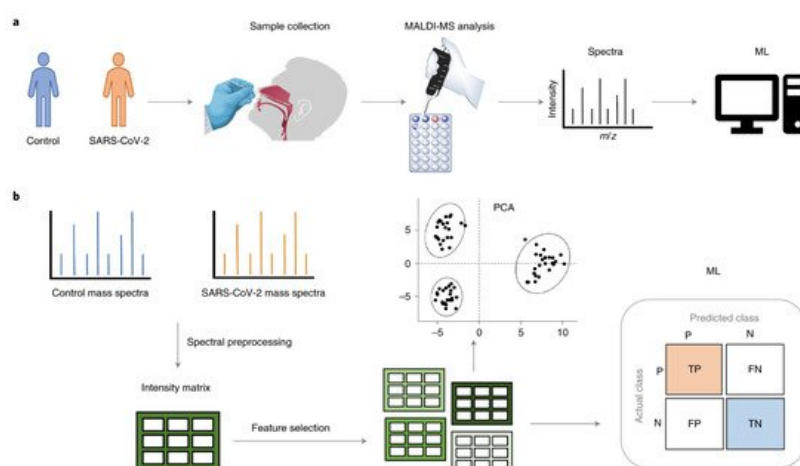 a
Sample collection
MALDI-MS analysis
Spectra
ML
Intensity
m/z
Control
SARS-CoV-2
b
PCA
5
0
−5
−5
0
5
10
Control mass spectra
SARS-CoV-2 mass spectra
Spectral preprocessing
Intensity matrix
Feature selection
ML
Predicted class
P
N
Actual class
P
TP
FN
N
FP
TN